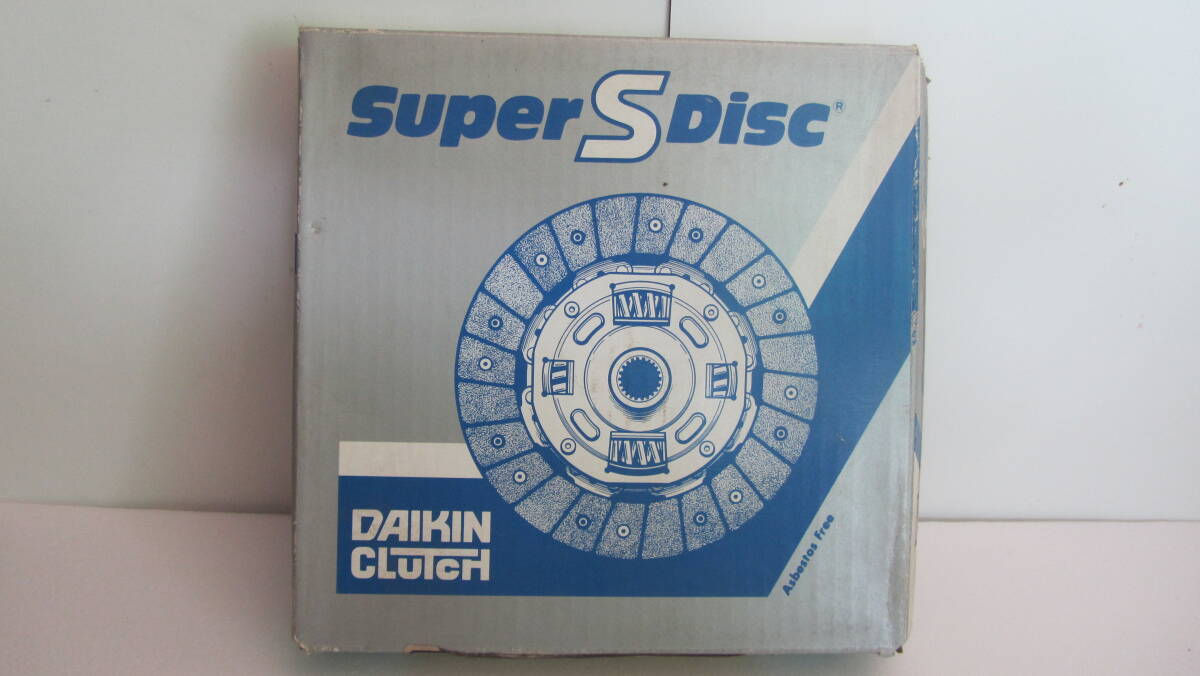 Super S Disc®
DAIKIN
CLUTCH
Asbestos Free